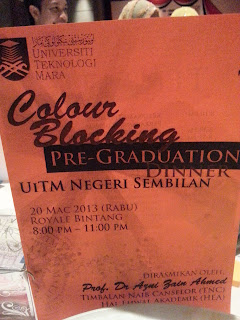 UNIVERSITI
TEKNOLOGI
MARA
Colour
Blocking
PRE-GRADUATION
DINNER
UITM NEGERI SEMBILAN
20 MAC 2013 (RABU)
ROYALE BINTANG
8:00 PM – 11:00 PM
DIRASMIKAN OLEH,
Prof. Dr Azni Zain Ahmed
TIMBALAN NAIB CANSELOR (TNC)
HAL EHWAL AKADEMIK (HEA)